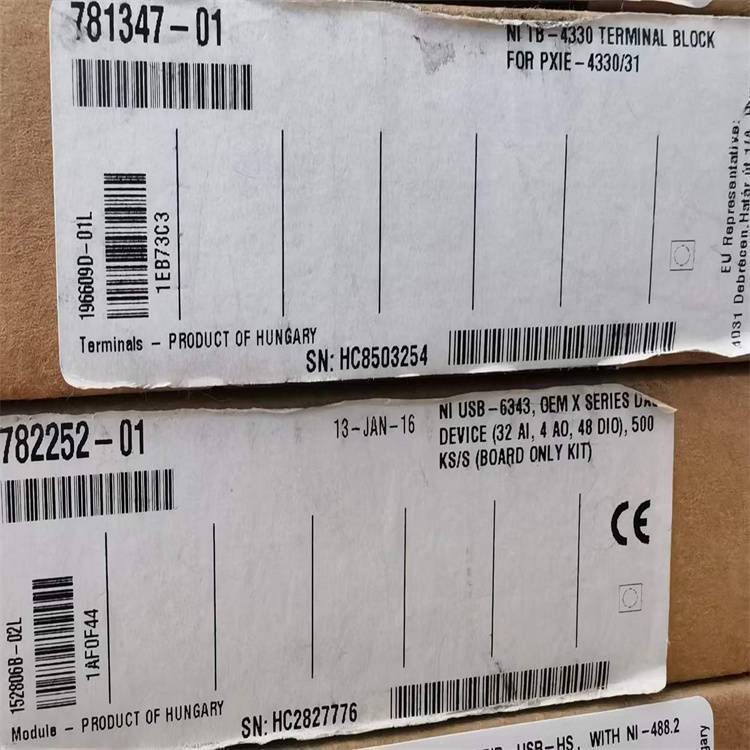 781347-01
NI TB-4330 TERMINAL BLOCK
FOR PXIE-4330/31
196609D-01L
1EB73C3
EU Representative:
4031 Debrecen, Határ út 1/A.
Terminals - PRODUCT OF HUNGARY
SN: HC8503254
782252-01
13-JAN-16
NI USB-6343, OEM X SERIES
DEVICE (32 AI, 4 AO, 48 DIO), 500
KS/S (BOARD ONLY KIT)
CE
152806B-02L
1AF0F44
Module - PRODUCT OF HUNGARY
SN: HC2827776
USB-HS, WITH NI-488.2